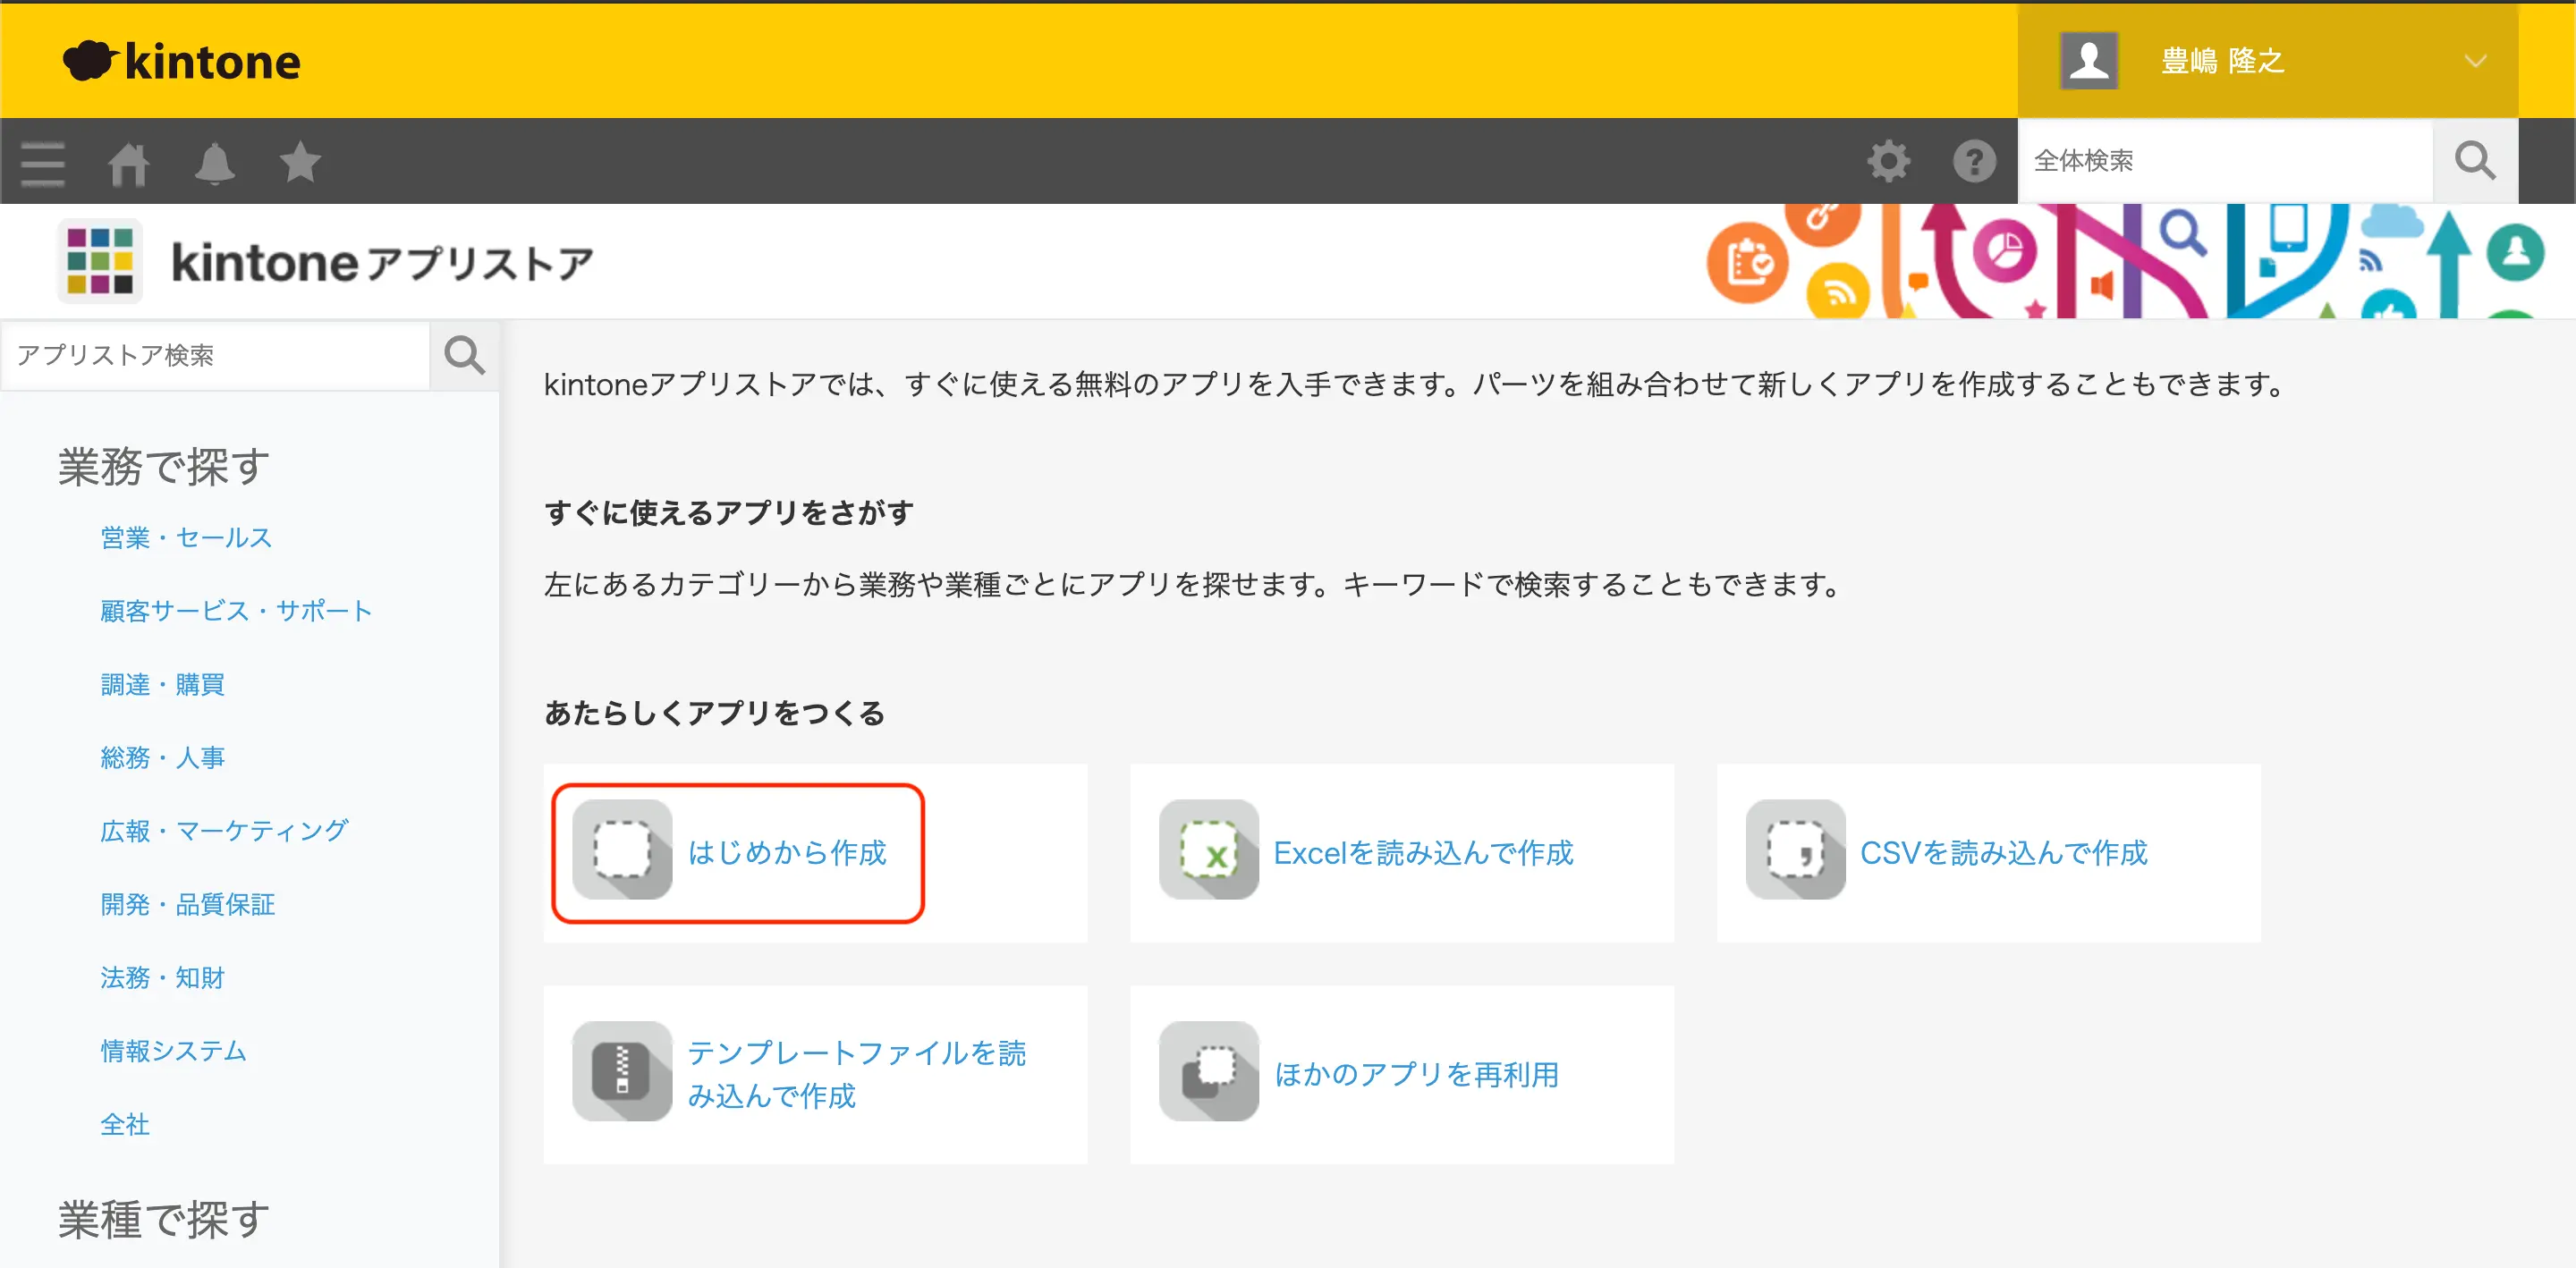 kintone
豊嶋 隆之
全体検索
kintoneアプリストア
アプリストア検索
業務で探す
営業・セールス
顧客サービス・サポート
調達・購買
総務・人事
広報・マーケティング
開発・品質保証
法務・知財
情報システム
全社
業種で探す
kintoneアプリストアでは、すぐに使える無料のアプリを入手できます。パーツを組み合わせて新しくアプリを作成することもできます。
すぐに使えるアプリをさがす
左にあるカテゴリーから業務や業種ごとにアプリを探せます。キーワードで検索することもできます。
あたらしくアプリをつくる
はじめから作成
Excelを読み込んで作成
CSVを読み込んで作成
テンプレートファイルを読
み込んで作成
ほかのアプリを再利用